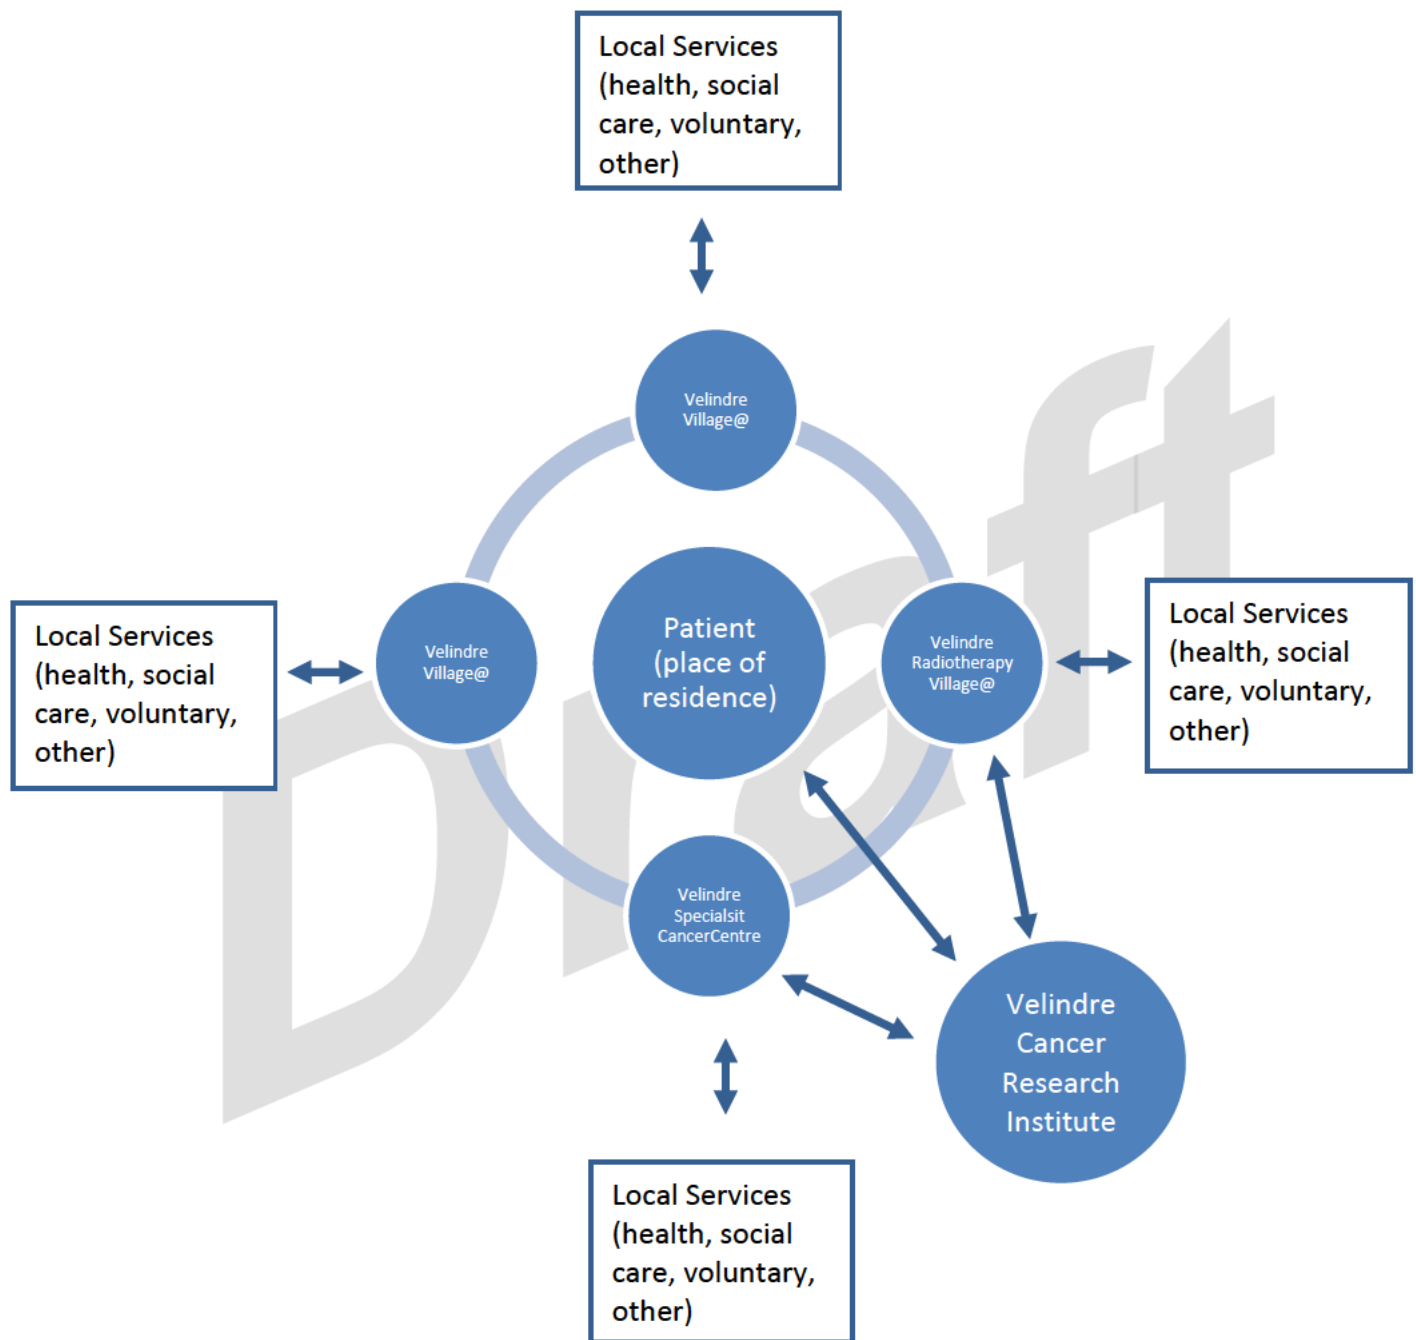 Local Services
(health, social
care, voluntary,
other)
Velindre
Village@
Local Services
(health, social
care, voluntary,
other)
Velindre
Village@
Patient
(place of
residence)
Velindre
Radiotherapy
Village@
Local Services
(health, social
care, voluntary,
other)
Velindre
Specialsit
CancerCentre
Velindre
Cancer
Research
Institute
Local Services
(health, social
care, voluntary,
other)
Draft